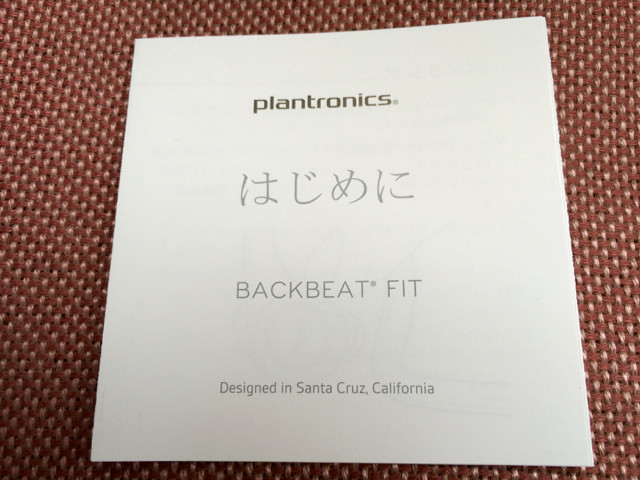 plantronics®
はじめに
BACKBEAT® FIT
Designed in Santa Cruz, California